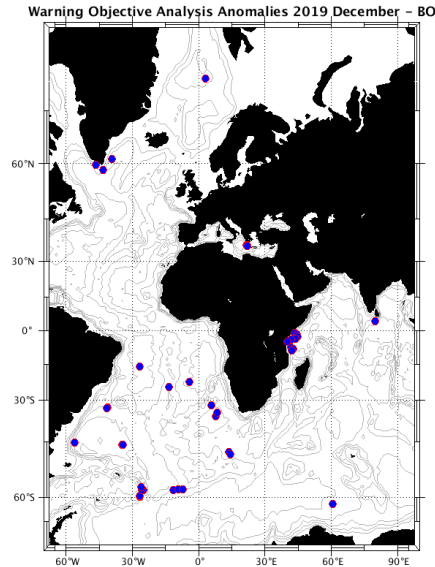 Warning Objective Analysis Anomalies 2019 December - BO
60°N
30°N
0°
30°S
60°S
60°W
30°W
0°
30°E
60°E
90°E